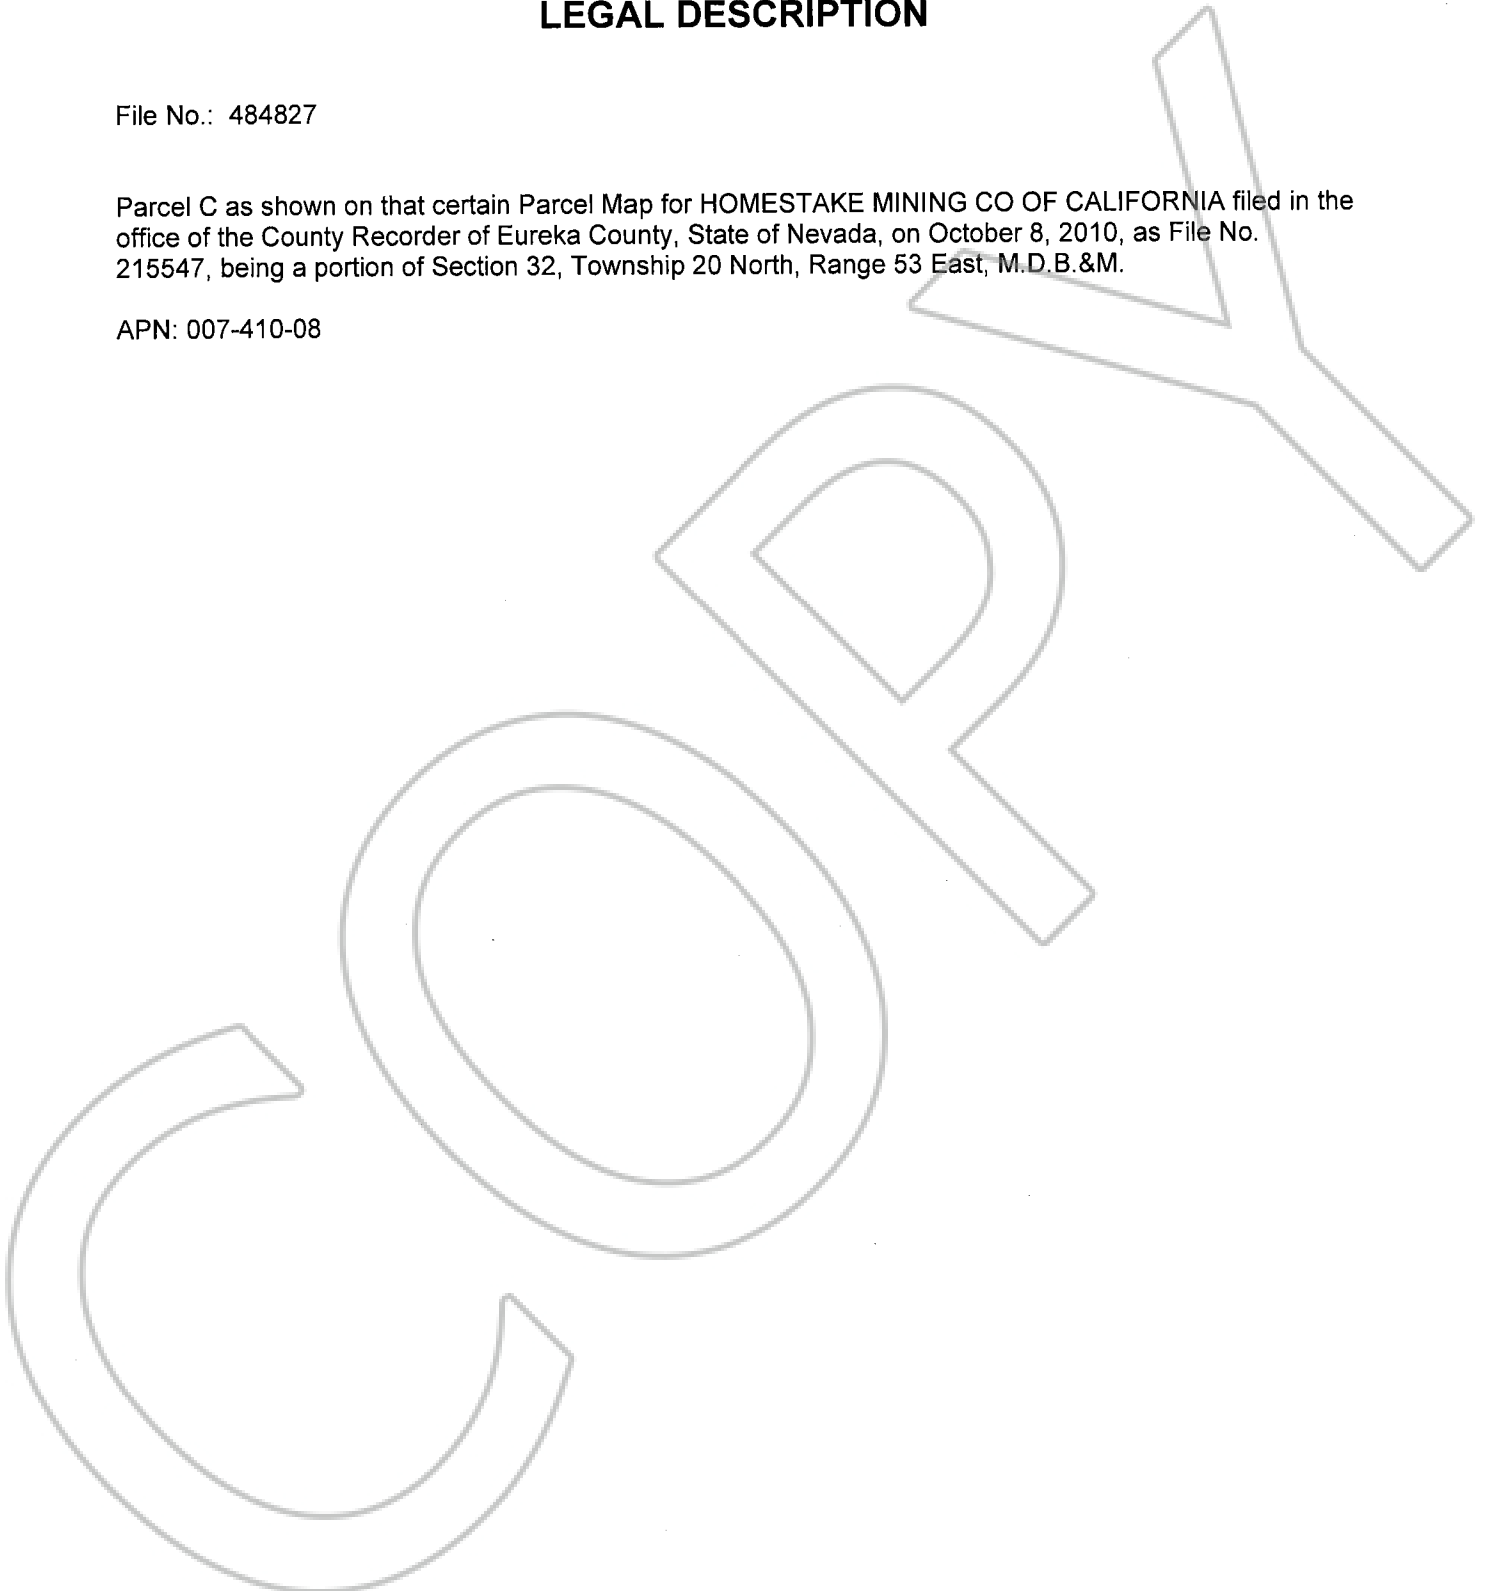 LEGAL DESCRIPTION
File No.: 484827
Parcel C as shown on that certain Parcel Map for HOMESTAKE MINING CO OF CALIFORNIA filed in the
office of the County Recorder of Eureka County, State of Nevada, on October 8, 2010, as File No.
215547, being a portion of Section 32, Township 20 North, Range 53 East, M.D.B.&M.
APN: 007-410-08
COPY